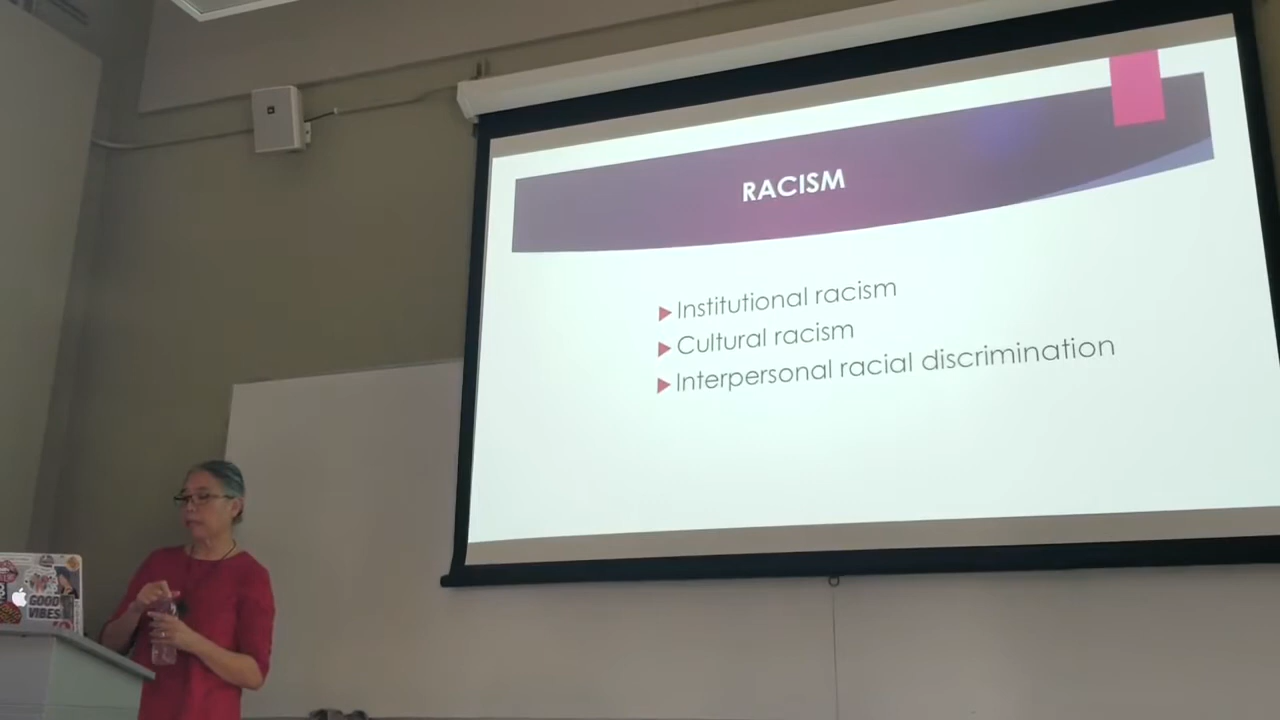 RACISM
Institutional racism
Cultural racism
Interpersonal racial discrimination
GOOD
VIBES